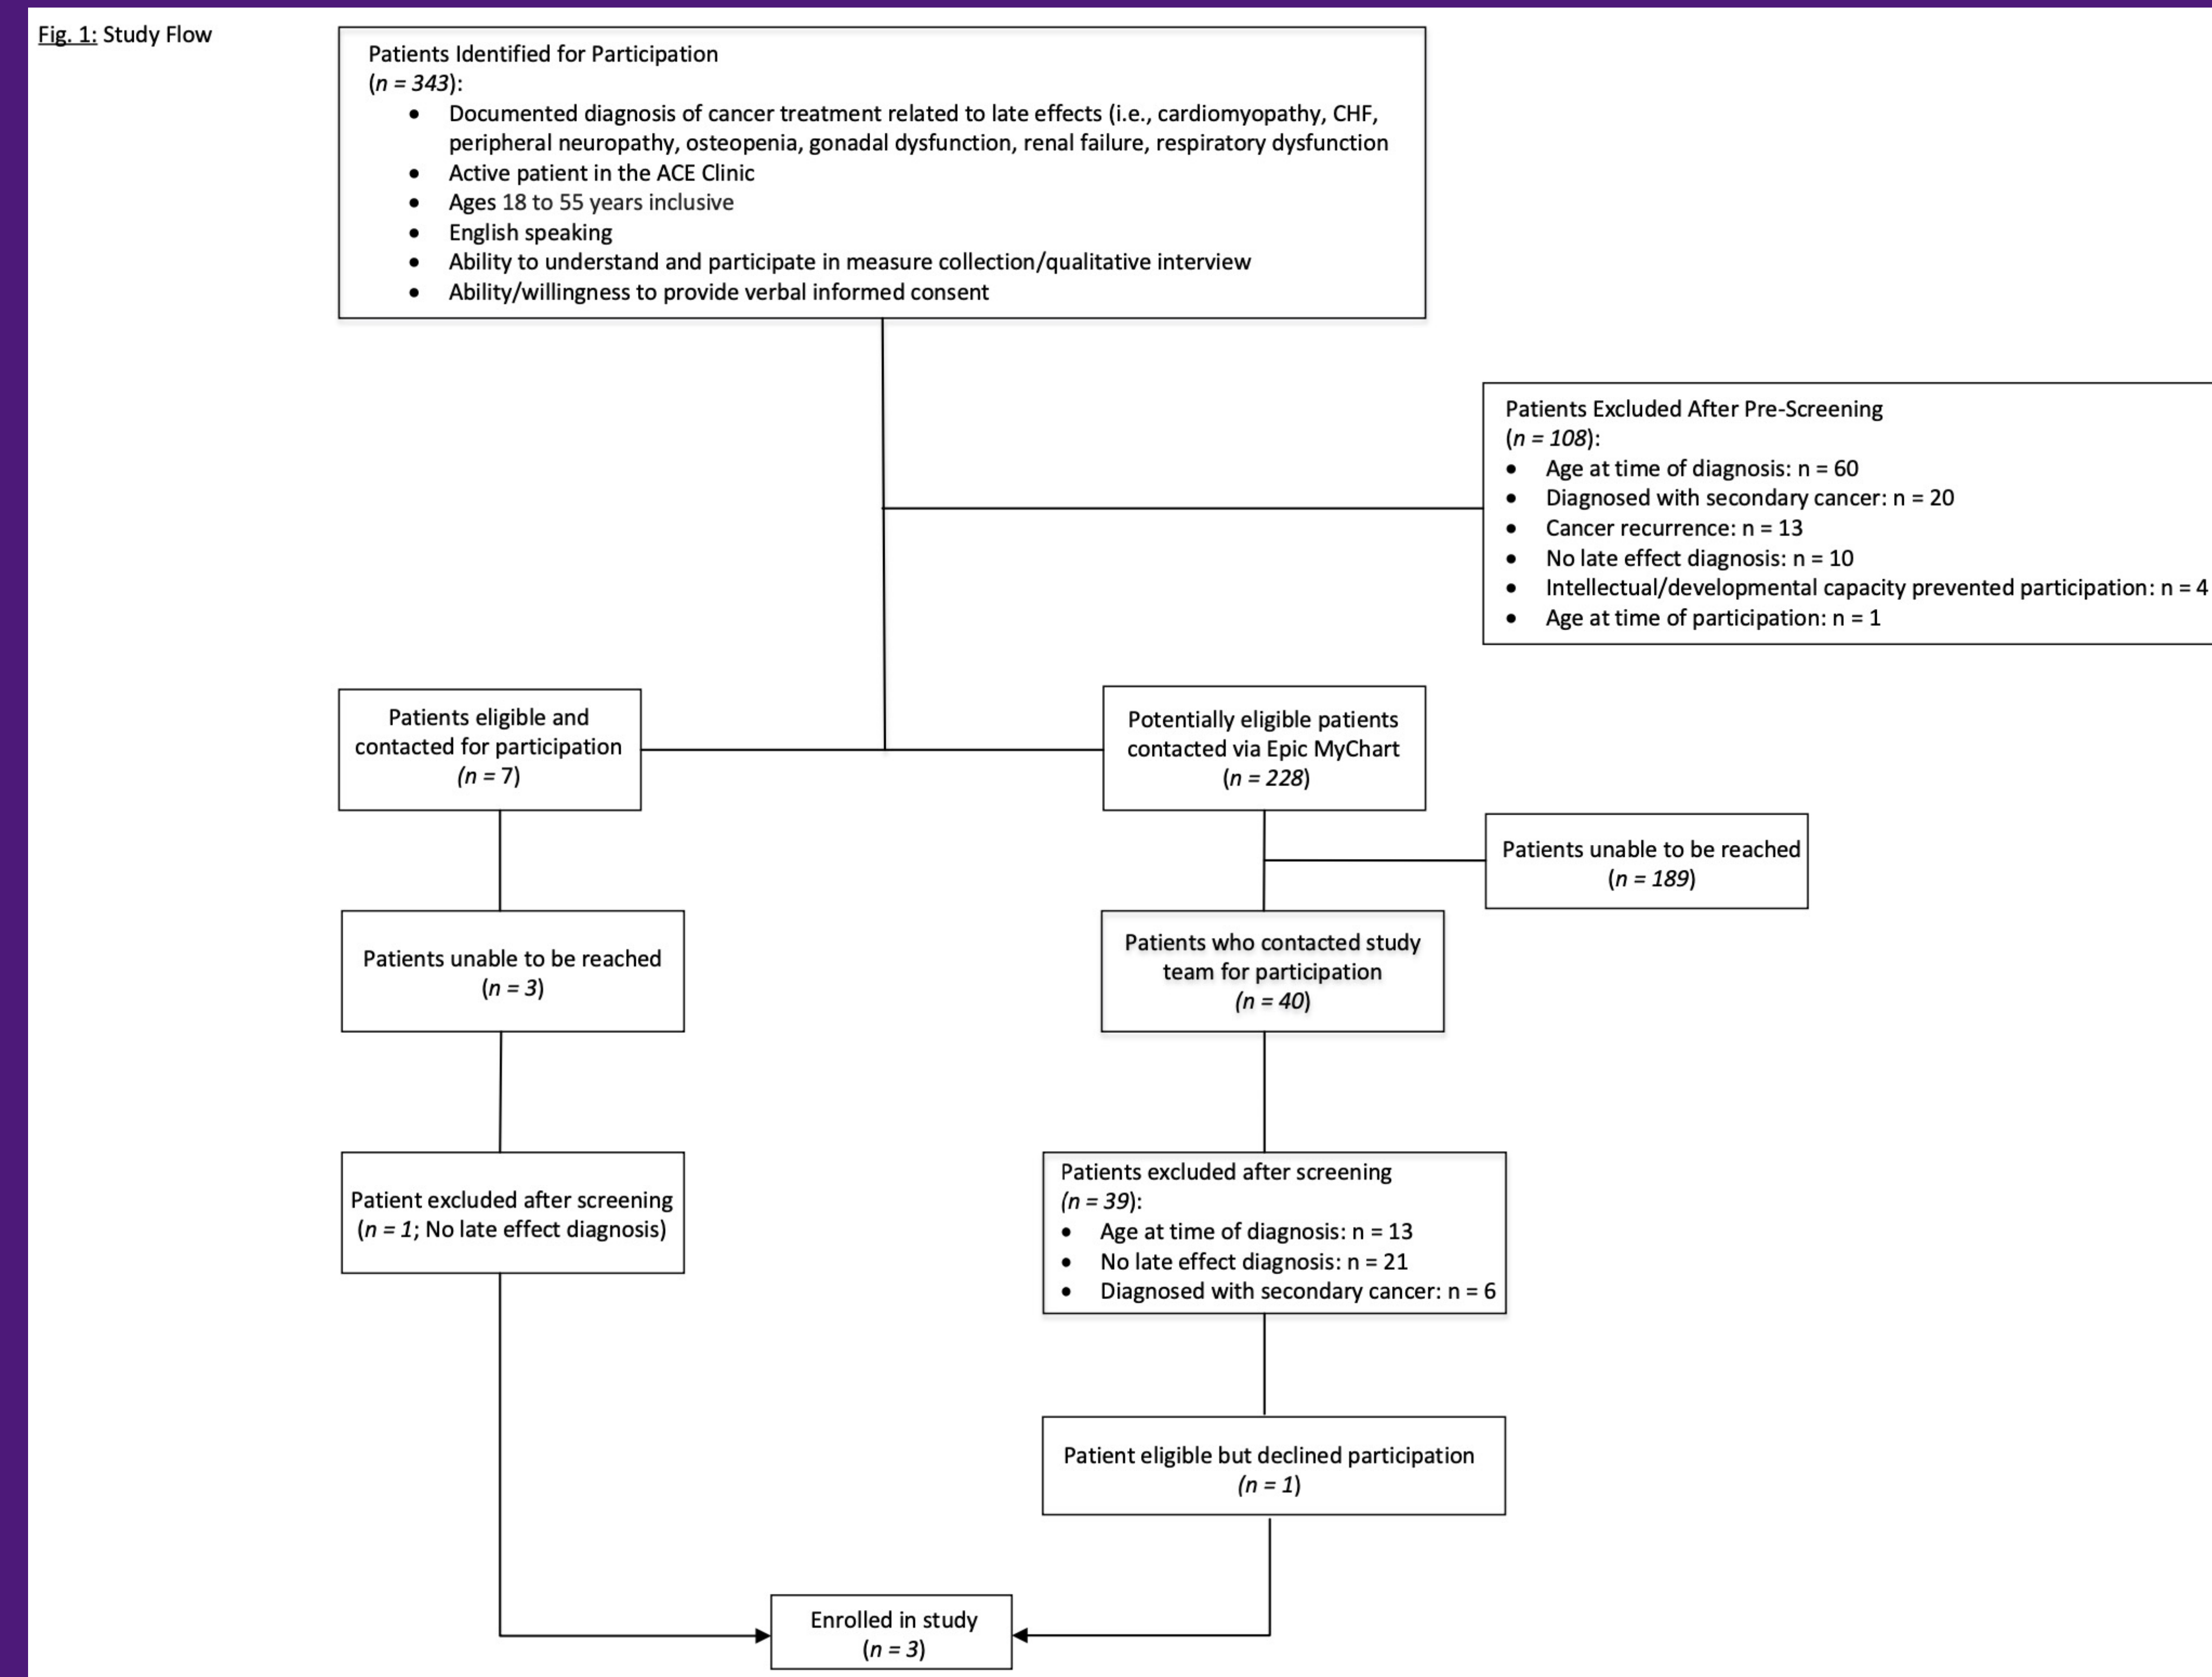 Fig. 1: Study Flow
Patients Identified for Participation
(n = 343):
• Documented diagnosis of cancer treatment related to late effects (i.e., cardiomyopathy, CHF,
peripheral neuropathy, osteopenia, gonadal dysfunction, renal failure, respiratory dysfunction
• Active patient in the ACE Clinic
• Ages 18 to 55 years inclusive
• English speaking
• Ability to understand and participate in measure collection/qualitative interview
• Ability/willingness to provide verbal informed consent
Patients Excluded After Pre-Screening
(n = 108):
• Age at time of diagnosis: n = 60
• Diagnosed with secondary cancer: n = 20
• Cancer recurrence: n = 13
• No late effect diagnosis: n = 10
• Intellectual/developmental capacity prevented participation: n = 4
• Age at time of participation: n = 1
Patients eligible and
contacted for participation
(n = 7)
Potentially eligible patients
contacted via Epic MyChart
(n = 228)
Patients unable to be reached
(n = 189)
Patients unable to be reached
(n = 3)
Patients who contacted study
team for participation
(n = 40)
Patient excluded after screening
(n = 1; No late effect diagnosis)
Patients excluded after screening
(n = 39):
• Age at time of diagnosis: n = 13
• No late effect diagnosis: n = 21
• Diagnosed with secondary cancer: n = 6
Patient eligible but declined participation
(n = 1)
Enrolled in study
(n = 3)